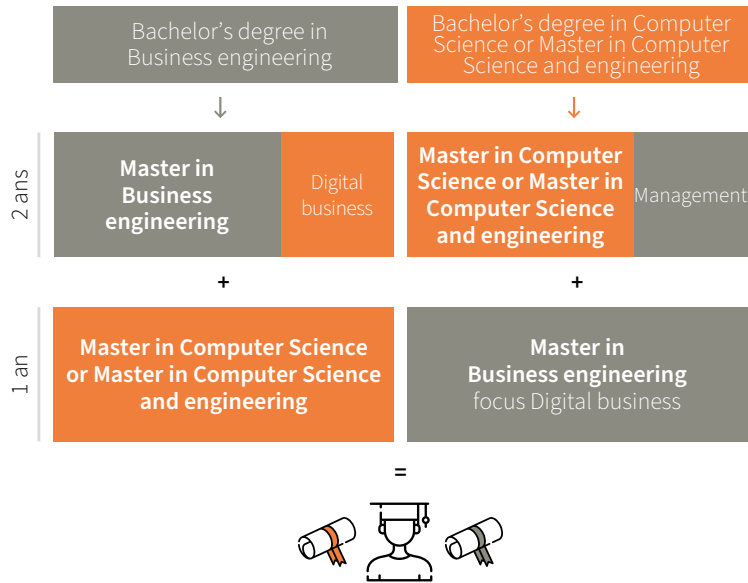 Bachelor’s degree in
Business engineering
Bachelor’s degree in Computer
Science or Master in Computer
Science and engineering
↓
↓
2 ans
Master in
Business
engineering
Digital
business
Master in Computer
Science or Master in
Computer Science
and engineering
Management
+
+
1 an
Master in Computer Science
or Master in Computer Science
and engineering
Master in
Business engineering
focus Digital business
=